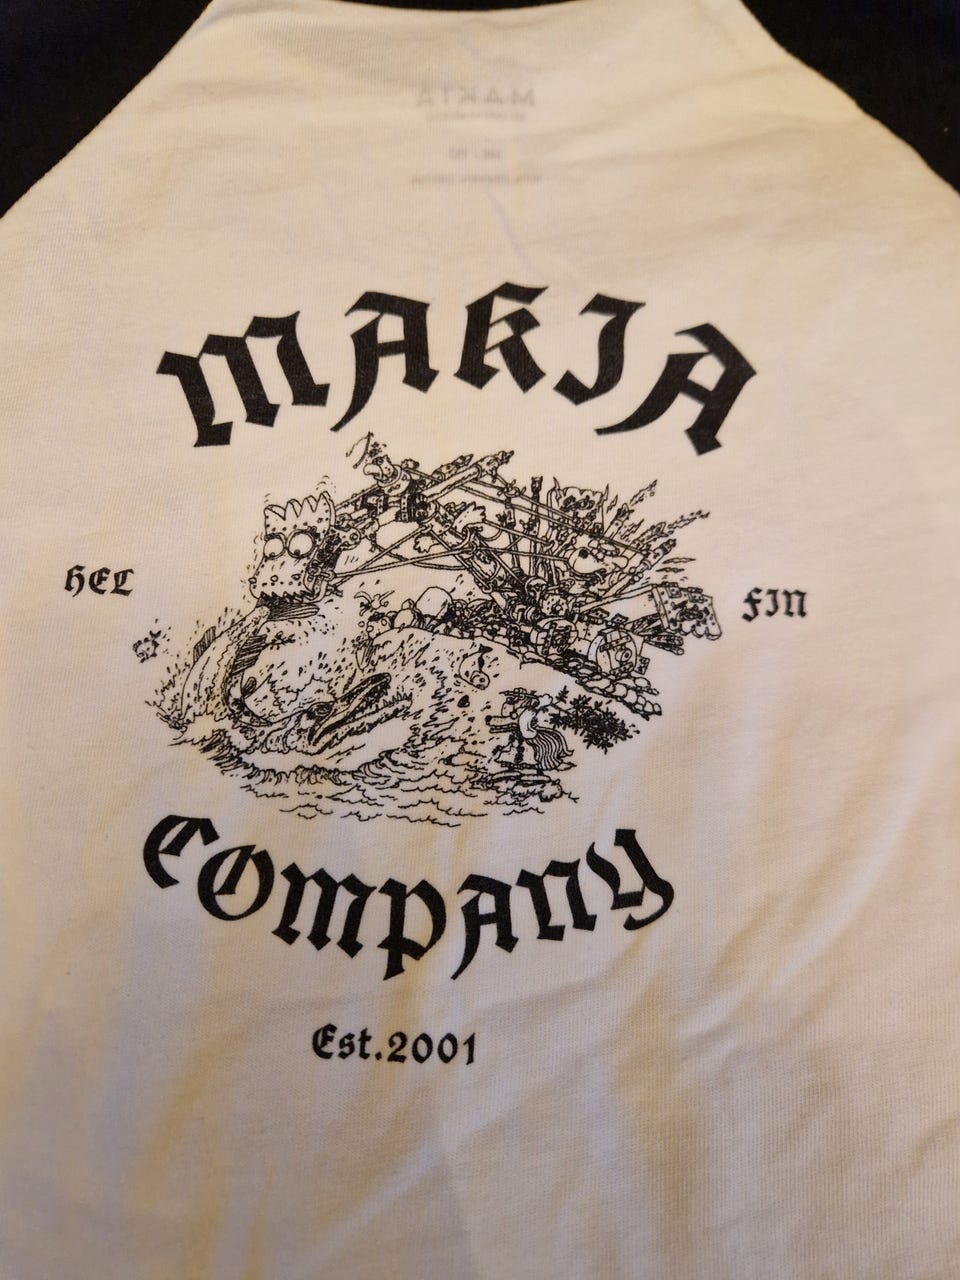 MAKIA
HEL
FIN
Company
Est.2001